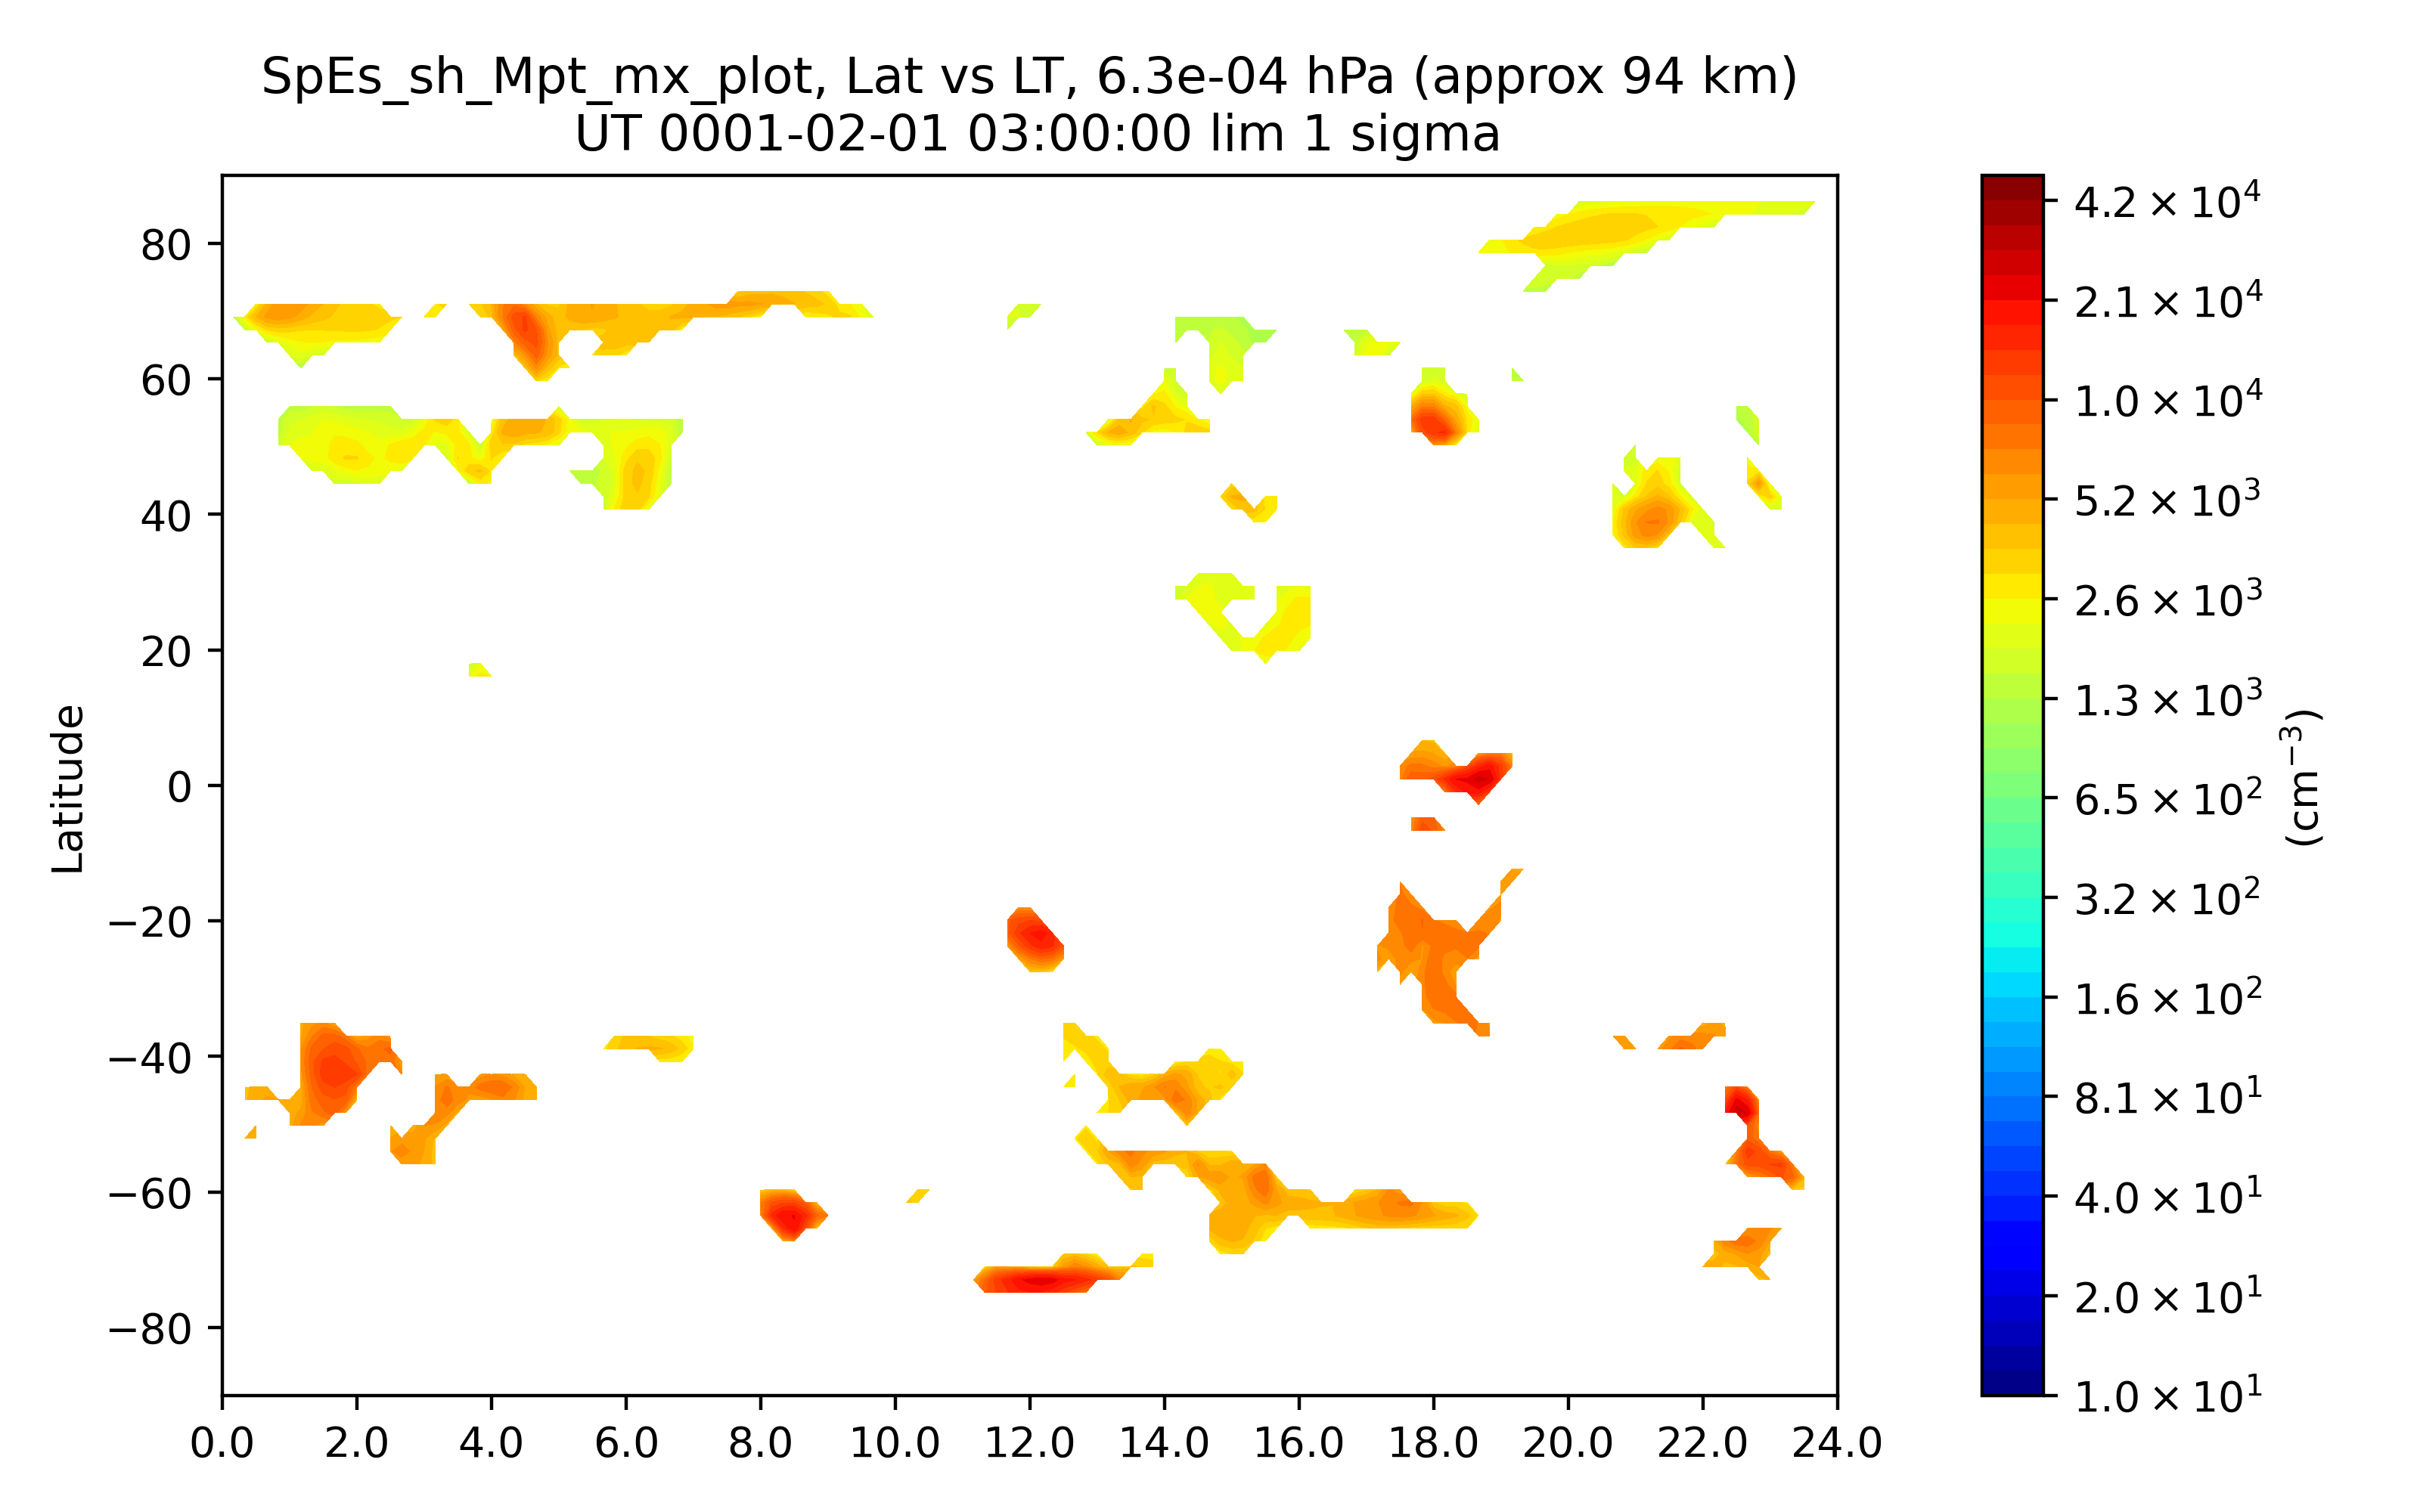 SpEs_sh_Mpt_mx_plot, Lat vs LT, 6.3e-04 hPa (approx 94 km)
UT 0001-02-01 03:00:00 lim 1 sigma
Latitude
80
60
40
20
0
−20
−40
−60
−80
0.0 2.0 4.0 6.0 8.0 10.0 12.0 14.0 16.0 18.0 20.0 22.0 24.0
4.2 × 10⁴
2.1 × 10⁴
1.0 × 10⁴
5.2 × 10³
2.6 × 10³
1.3 × 10³
6.5 × 10²
3.2 × 10²
1.6 × 10²
8.1 × 10¹
4.0 × 10¹
2.0 × 10¹
1.0 × 10¹
(cm⁻³)